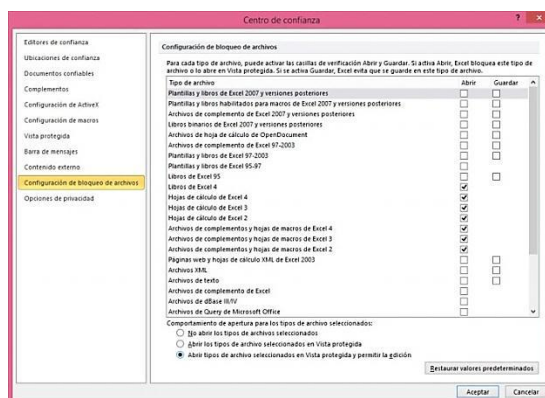 Centro de confianza
Editores de confianza
Ubicaciones de confianza
Documentos confiables
Complementos
Configuración de ActiveX
Configuración de macros
Vista protegida
Barra de mensajes
Contenido externo
Configuración de bloqueo de archivos
Opciones de privacidad
Configuración de bloqueo de archivos
Para cada tipo de archivo, puede activar las casillas de verificación Abrir y Guardar. Si activa Abrir, Excel bloquea este tipo de
archivo o lo abre en Vista protegida. Si se activa Guardar, Excel evita que se guarde en este tipo de archivo.
Tipo de archivo Abrir Guardar
Plantillas y libros de Excel 2007 y versiones posteriores
Plantillas y libros habilitados para macros de Excel 2007 y versiones posteriores
Archivos de complemento de Excel 2007 y versiones posteriores
Libros binarios de Excel 2007 y versiones posteriores
Archivos de hoja de cálculo de OpenDocument
Archivos de complemento de Excel 97-2003
Plantillas y libros de Excel 97-2003
Plantillas y libros de Excel 95-97
Libros de Excel 95
Libros de Excel 4
Hojas de cálculo de Excel 4
Hojas de cálculo de Excel 3
Hojas de cálculo de Excel 2
Archivos de complementos y hojas de macros de Excel 4
Archivos de complementos y hojas de macros de Excel 3
Archivos de complementos y hojas de macros de Excel 2
Páginas web y hojas de cálculo XML de Excel 2003
Archivos XML
Archivos de texto
Archivos de complemento de Excel
Archivos de dBase III/IV
Archivos de Query de Microsoft Office
Comportamiento de apertura para los tipos de archivo seleccionados:
No abrir los tipos de archivos seleccionados
Abrir los tipos de archivo seleccionados en Vista protegida
Abrir tipos de archivo seleccionados en Vista protegida y permitir la edición
Restaurar valores predeterminados
Aceptar Cancelar